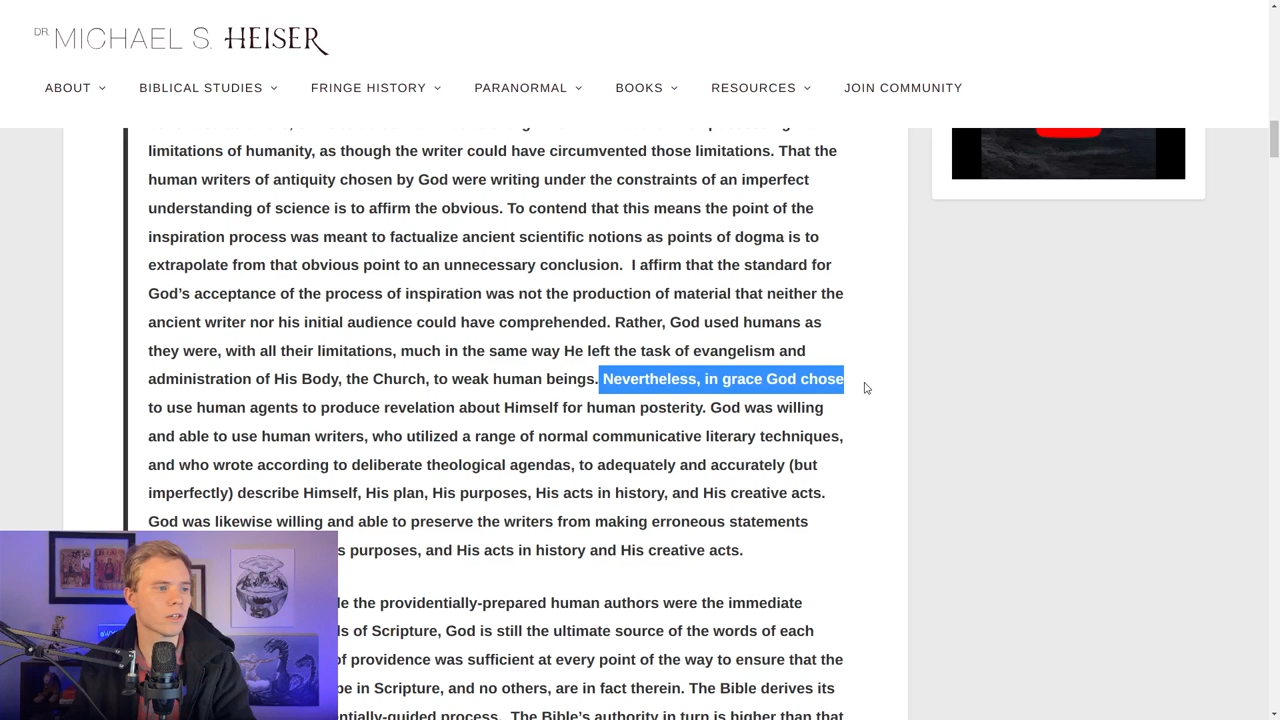 DR. MICHAEL S. HEISER
ABOUT BIBLICAL STUDIES FRINGE HISTORY PARANORMAL BOOKS RESOURCES JOIN COMMUNITY
limitations of humanity, as though the writer could have circumvented those limitations. That the
human writers of antiquity chosen by God were writing under the constraints of an imperfect
understanding of science is to affirm the obvious. To contend that this means the point of the
inspiration process was meant to factualize ancient scientific notions as points of dogma is to
extrapolate from that obvious point to an unnecessary conclusion.  I affirm that the standard for
God’s acceptance of the process of inspiration was not the production of material that neither the
ancient writer nor his initial audience could have comprehended. Rather, God used humans as
they were, with all their limitations, much in the same way He left the task of evangelism and
administration of His Body, the Church, to weak human beings. Nevertheless, in grace God chose
to use human agents to produce revelation about Himself for human posterity. God was willing
and able to use human writers, who utilized a range of normal communicative literary techniques,
and who wrote according to deliberate theological agendas, to adequately and accurately (but
imperfectly) describe Himself, His plan, His purposes, His acts in history, and His creative acts.
God was likewise willing and able to preserve the writers from making erroneous statements
purposes, and His acts in history and His creative acts.
the providentially-prepared human authors were the immediate
of Scripture, God is still the ultimate source of the words of each
of providence was sufficient at every point of the way to ensure that the
be in Scripture, and no others, are in fact therein. The Bible derives its
process.  The Bible’s authority in turn is higher than that